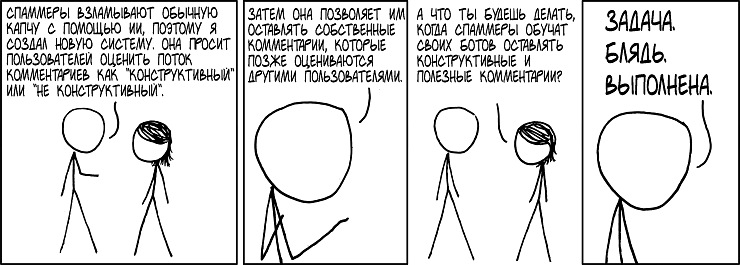 СПАММЕРЫ ВЗЛАМЫВАЮТ ОБЫЧНУЮ
КАПЧУ С ПОМОЩЬЮ ИИ, ПОЭТОМУ Я
СОЗДАЛ НОВУЮ СИСТЕМУ. ОНА ПРОСИТ
ПОЛЬЗОВАТЕЛЕЙ ОЦЕНИТЬ ПОТОК
КОММЕНТАРИЕВ КАК "КОНСТРУКТИВНЫЙ"
ИЛИ "НЕ КОНСТРУКТИВНЫЙ".
ЗАТЕМ ОНА ПОЗВОЛЯЕТ ИМ
ОСТАВЛЯТЬ СОБСТВЕННЫЕ
КОММЕНТАРИИ, КОТОРЫЕ
ПОЗЖЕ ОЦЕНИВАЮТСЯ
ДРУГИМИ ПОЛЬЗОВАТЕЛЯМИ.
А ЧТО ТЫ БУДЕШЬ ДЕЛАТЬ,
КОГДА СПАММЕРЫ ОБУЧАТ
СВОИХ БОТОВ ОСТАВЛЯТЬ
КОНСТРУКТИВНЫЕ И
ПОЛЕЗНЫЕ КОММЕНТАРИИ?
ЗАДАЧА.
БЛЯДЬ.
ВЫПОЛНЕНА.